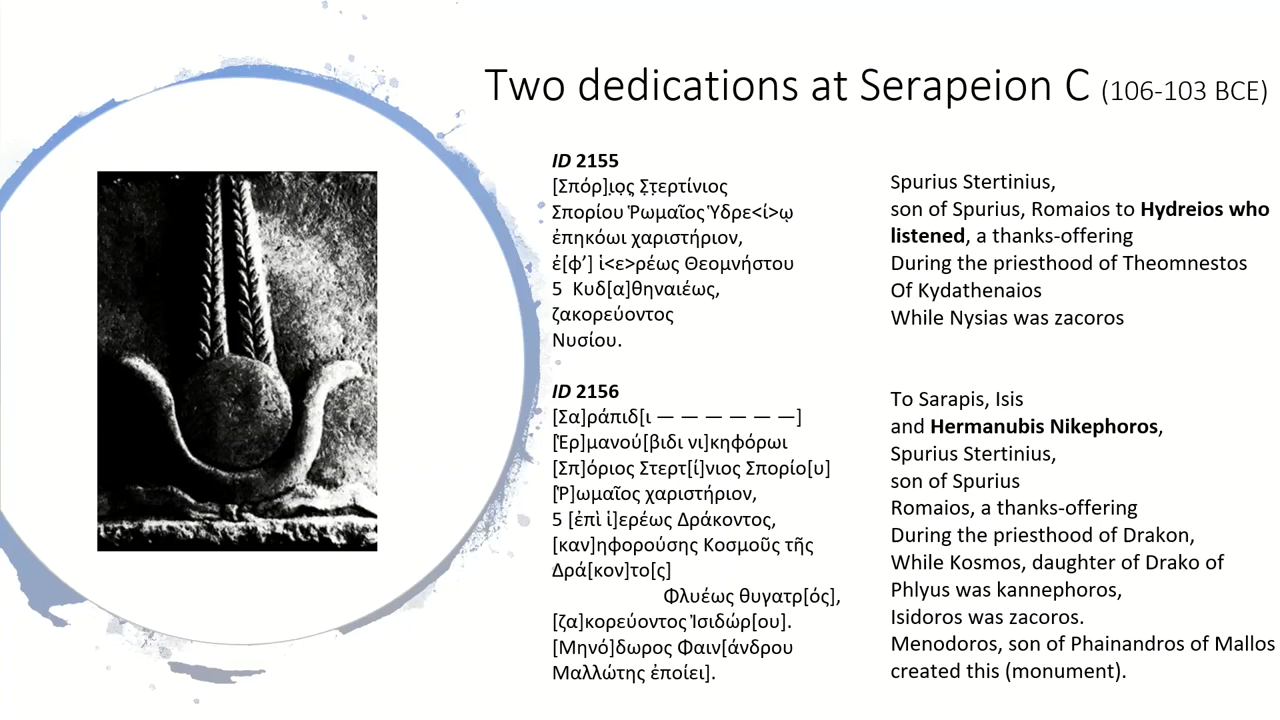 Two dedications at Serapeion C (106-103 BCE)
ID 2155
[Σπόρ]ι̣ο̣ς Σ̣τ̣ερτίνιος
Σπορίου Ῥωμαῖος Ὑδρε<ί>ῳ
ἐπηκόωι χαριστήριον,
ἐ[φ’] ἱ<ε>ρέως Θεομνήστου
5 Κυδ[α]θηναιέως,
ζακορεύοντος
Νυσίου.
Spurius Stertinius,
son of Spurius, Romaios to Hydreios who
listened, a thanks-offering
During the priesthood of Theomnestos
Of Kydathenaios
While Nysias was zacoros
ID 2156
[Σα]ράπιδ[ι — — — — — —]
[Ἑρ]μανού[βιδι νι]κηφόρωι
[Σπ]όριος Στερτ[ί]νιος Σπορίο[υ]
[Ῥ]ωμαῖος χαριστήριον,
5 [ἐπὶ ἱ]ερέως Δράκοντος,
[καν]ηφορούσης Κοσμοῦς τῆς
Δρά[κον]το[ς]
Φλυέως θυγατρ[ός],
[ζα]κορεύοντος Ἰσιδώρ[ου].
[Μηνό]δωρος Φαιν[άνδρου
Μαλλώτης ἐποίει].
To Sarapis, Isis
and Hermanubis Nikephoros,
Spurius Stertinius,
son of Spurius
Romaios, a thanks-offering
During the priesthood of Drakon,
While Kosmos, daughter of Drako of
Phlyus was kannephoros,
Isidoros was zacoros.
Menodoros, son of Phainandros of Mallos
created this (monument).